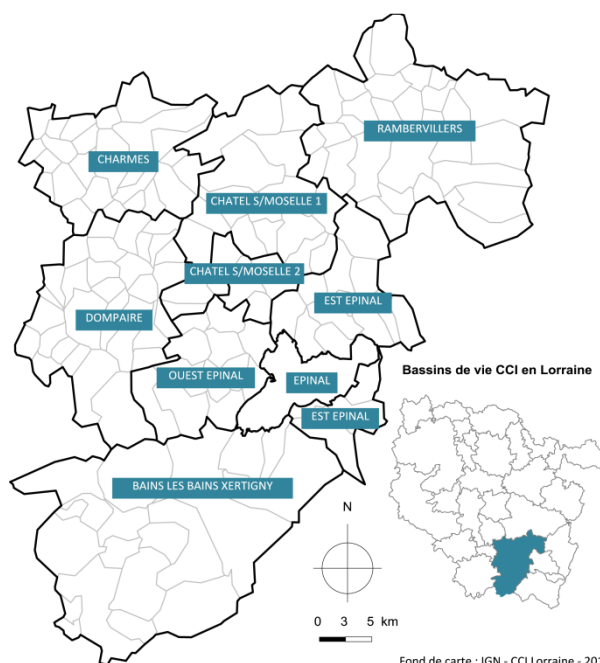 RAMBERVILLERS
CHARMES
CHATEL S/MOSELLE 1
CHATEL S/MOSELLE 2
EST EPINAL
DOMPAIRE
OUEST EPINAL
EPINAL
EST EPINAL
Bassins de vie CCI en Lorraine
BAINS LES BAINS XERTIGNY
N
0 3 5 km
Fond de carte : IGN - CCI Lorraine -